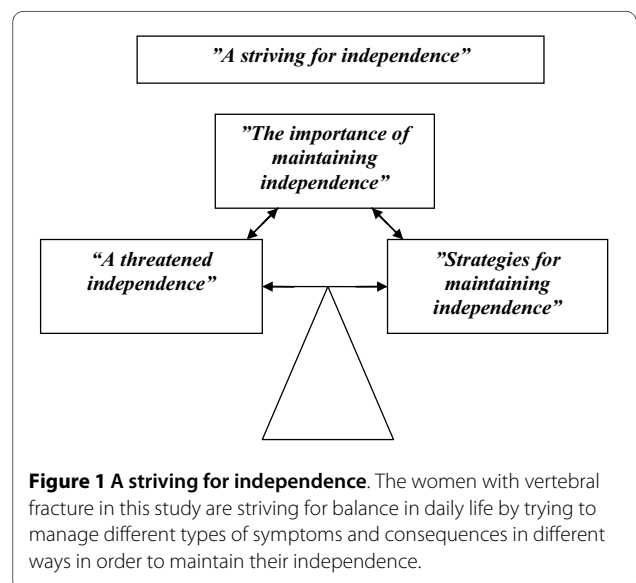 ”A striving for independence”
”The importance of
maintaining
independence”
“A threatened
independence”
”Strategies for
maintaining
independence”
Figure 1 A striving for independence. The women with vertebral
fracture in this study are striving for balance in daily life by trying to
manage different types of symptoms and consequences in different
ways in order to maintain their independence.